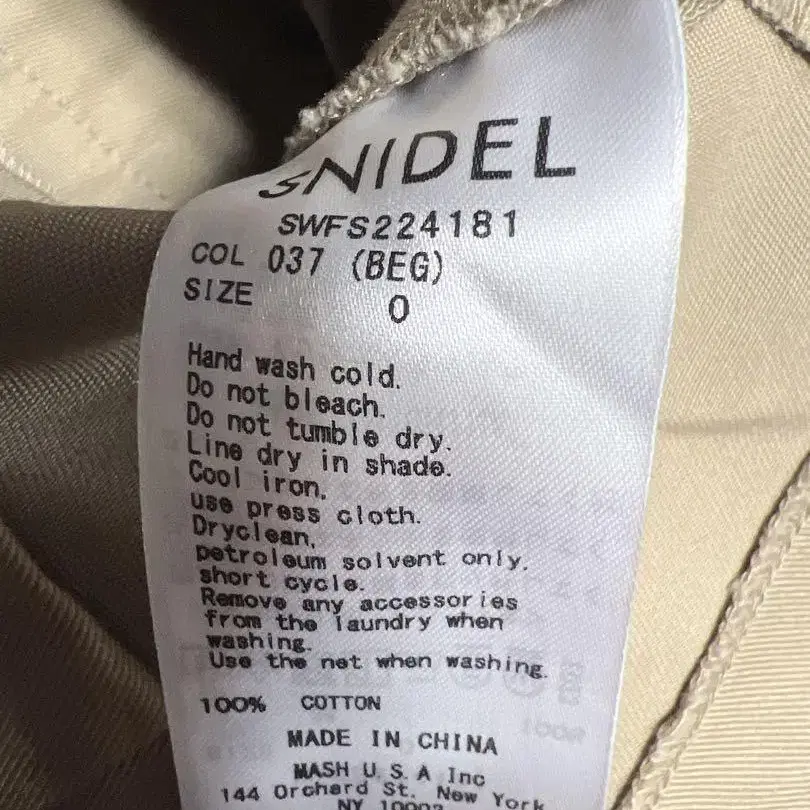 SNIDEL
SWFS224181
COL 037 (BEG)
SIZE 0
Hand wash cold.
Do not bleach.
Do not tumble dry.
Line dry in shade.
Cool iron.
use press cloth.
Dryclean,
petroleum solvent only.
short cycle.
Remove any accessories
from the laundry when
washing.
Use the net when washing.
100% COTTON
MADE IN CHINA
MASH U.S.A Inc
144 Orchard St. New York
NY